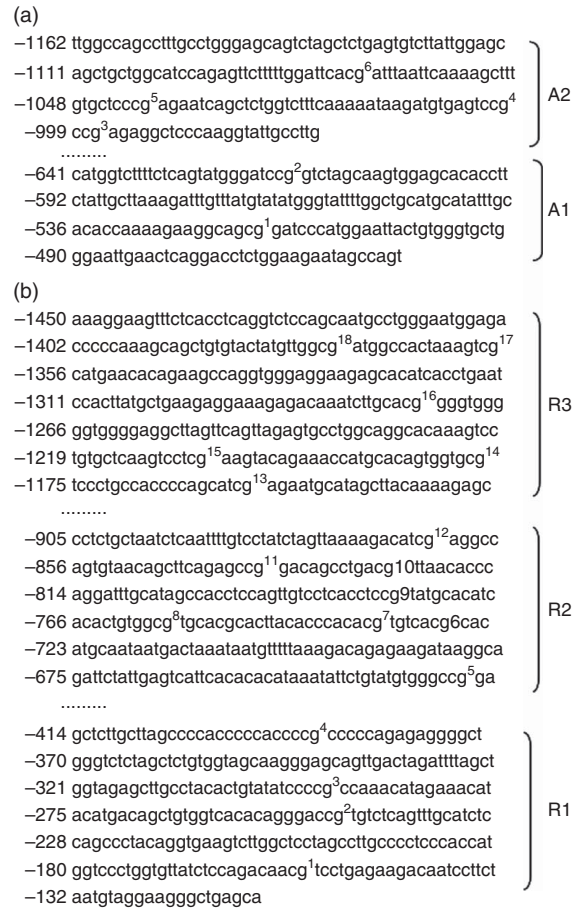 (a)
−1162 ttggccagcctttgcctgggagcagtctagctctgagtgtcttattggagc
−1111 agctgctggcatccagagttctttttggattcacg6atttaattcaaaagcttt
−1048 gtgctcccg5agaatcagctctggtctttcaaaaataagatgtgagtccg4
−999 ccg3agaggctcccaaggtattgccttg
.........
A2
−641 catggtcttttctcagtatgggatccg2gtctagcaagtggagcacacctt
−592 ctattgcttaaagatttgtttatgtatatgggtattttggctgcatgcatatttgc
−536 acaccaaaagaaggcagcg1gatcccatggaattactgtgggtgctg
−490 ggaattgaactcaggacctctggaagaatagccagt
A1
(b)
−1450 aaaggaagtttctcacctcaggtctccagcaatgcctgggaatggaga
−1402 cccccaaagcagctgtgtactatgttggcg18atggccactaaagtcg17
−1356 catgaacacagaagccaggtgggaggaagagcacatcacctgaat
−1311 ccacttatgctgaagaggaaagagacaaatcttgcacg16gggtggg
−1266 ggtggggaggcttagttcagttagagtgcctggcaggcacaaagtcc
−1219 tgtgctcaagtcctcg15aagtacagaaaccatgcacagtggtgcg14
−1175 tccctgccaccccagcatcg13agaatgcatagcttacaaaagagc
.........
R3
−905 cctctgctaatctcaattttgtcctatctagttaaaagacatcg12aggcc
−856 agtgtaacagcttcagagccg11gacagcctgacg10ttaacaccc
−814 aggatttgcatagccacctccagttgtcctcacctccg9tatgcacatc
−766 acactgtggcg8tgcacgcacttacacccacacg7tgtcacg6cac
−723 atgcaataatgactaaataatgtttttaaagacagagaagataaggca
−675 gattctattgagtcattcacacacataaatattctgtatgtgggccg5ga
.........
R2
−414 gctcttgcttagccccacccccaccccg4cccccagagaggggct
−370 gggtctctagctctgtggtagcaagggagcagttgactagattttagct
−321 ggtagagcttgcctacactgtatatccccg3ccaaacatagaaacat
−275 acatgacagctgtggtcacacagggaccg2tgtctcagtttgcatctc
−228 cagccctacaggtgaagtcttggctcctagccttgcccctcccaccat
−180 ggtccctggtgttatctccagacaacg1tcctgagaagacaatccttct
−132 aatgtaggaagggctgagca
R1